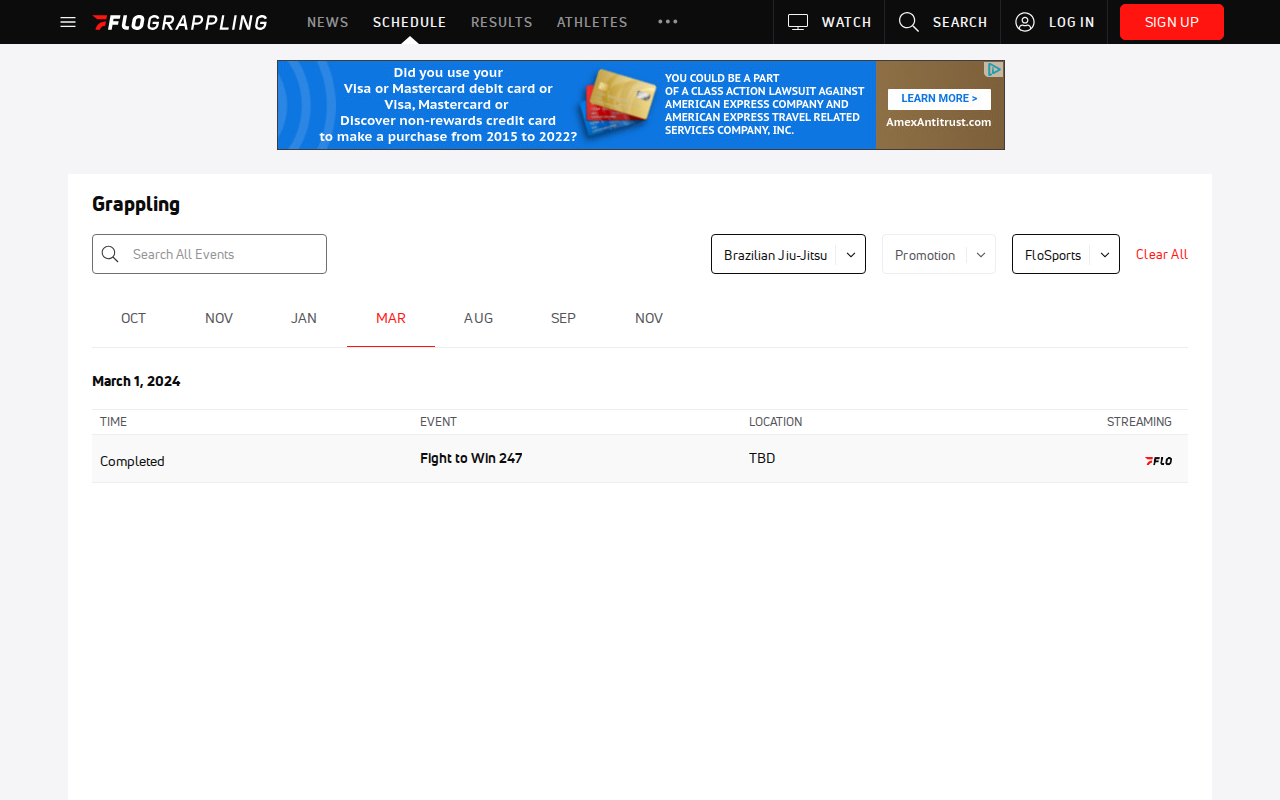 FLOGRAPPLING NEWS SCHEDULE RESULTS ATHLETES WATCH SEARCH LOG IN SIGN UP
Did you use your
Visa or Mastercard debit card or
Visa, Mastercard or
Discover non-rewards credit card
to make a purchase from 2015 to 2022?
YOU COULD BE A PART
OF A CLASS ACTION LAWSUIT AGAINST
AMERICAN EXPRESS COMPANY AND
AMERICAN EXPRESS TRAVEL RELATED
SERVICES COMPANY, INC.
LEARN MORE >
AmexAntitrust.com
Grappling
Search All Events Brazilian Jiu-Jitsu Promotion FloSports Clear All
OCT NOV JAN MAR AUG SEP NOV
March 1, 2024
TIME EVENT LOCATION STREAMING
Completed Fight to Win 247 TBD FLO